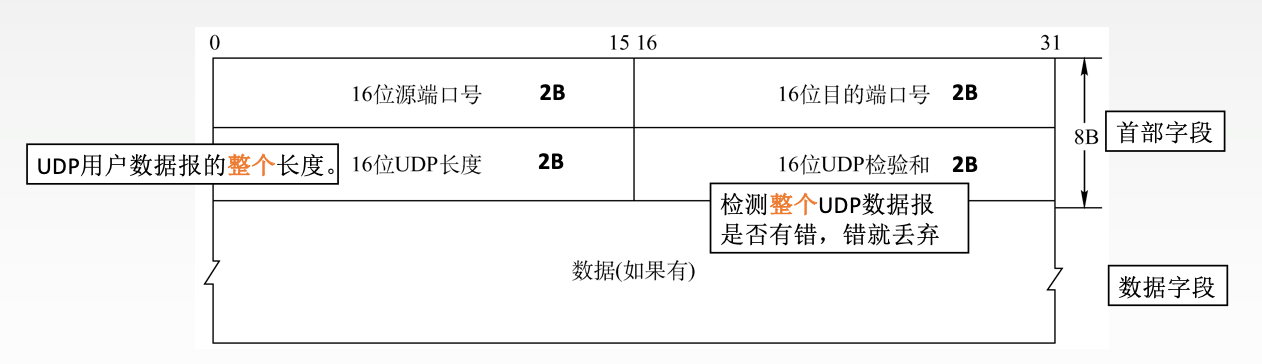 0 15 16 31
16位源端口号 2B 16位目的端口号 2B
首部字段
8B
UDP用户数据报的整个长度。
16位UDP长度 2B 16位UDP检验和 2B
检测整个UDP数据报
是否有错，错就丢弃
数据(如果有)
数据字段